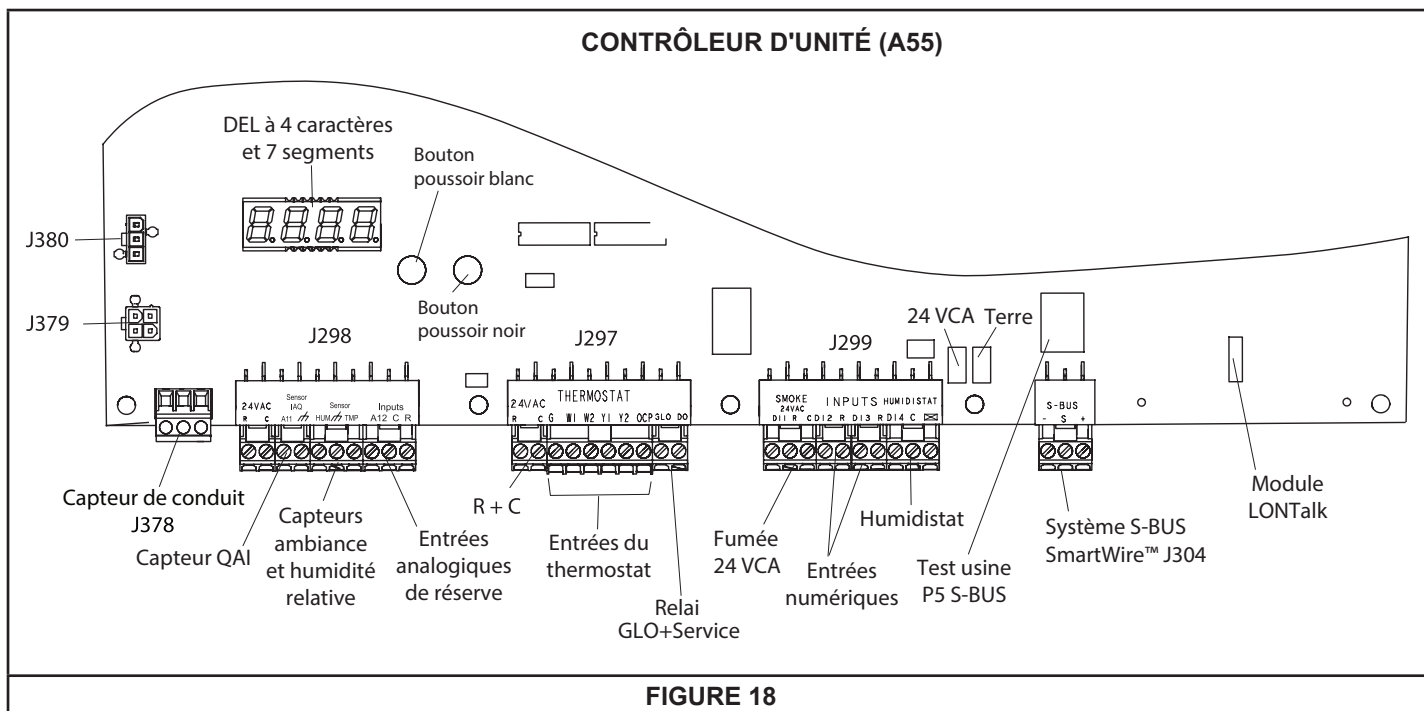 CONTRÔLEUR D'UNITÉ (A55)
DEL à 4 caractères
et 7 segments
Bouton
poussoir blanc
J380
J379
Bouton
poussoir noir
J298
J297
J299
24 VCA
Terre
24VAC
R C
Sensor
IAQ
A11
Sensor
HUM TMP
Inputs
A12 C R
THERMOSTAT
24VAC
R C G W1 W2 Y1 Y2 OCP GLO DO
SMOKE
24VAC
INPUTS HUMIDISTAT
DI1 R C DI2 R DI3 R DI4 C
S-BUS
- S +
Capteur de conduit
J378
Capteur QAI
Capteurs
ambiance
et humidité
relative
Entrées
analogiques
de réserve
R + C
Entrées du
thermostat
Relai
GLO+Service
Fumée
24 VCA
Entrées
numériques
Humidistat
Test usine
P5 S-BUS
Système S-BUS
SmartWire™ J304
Module
LONTalk
FIGURE 18